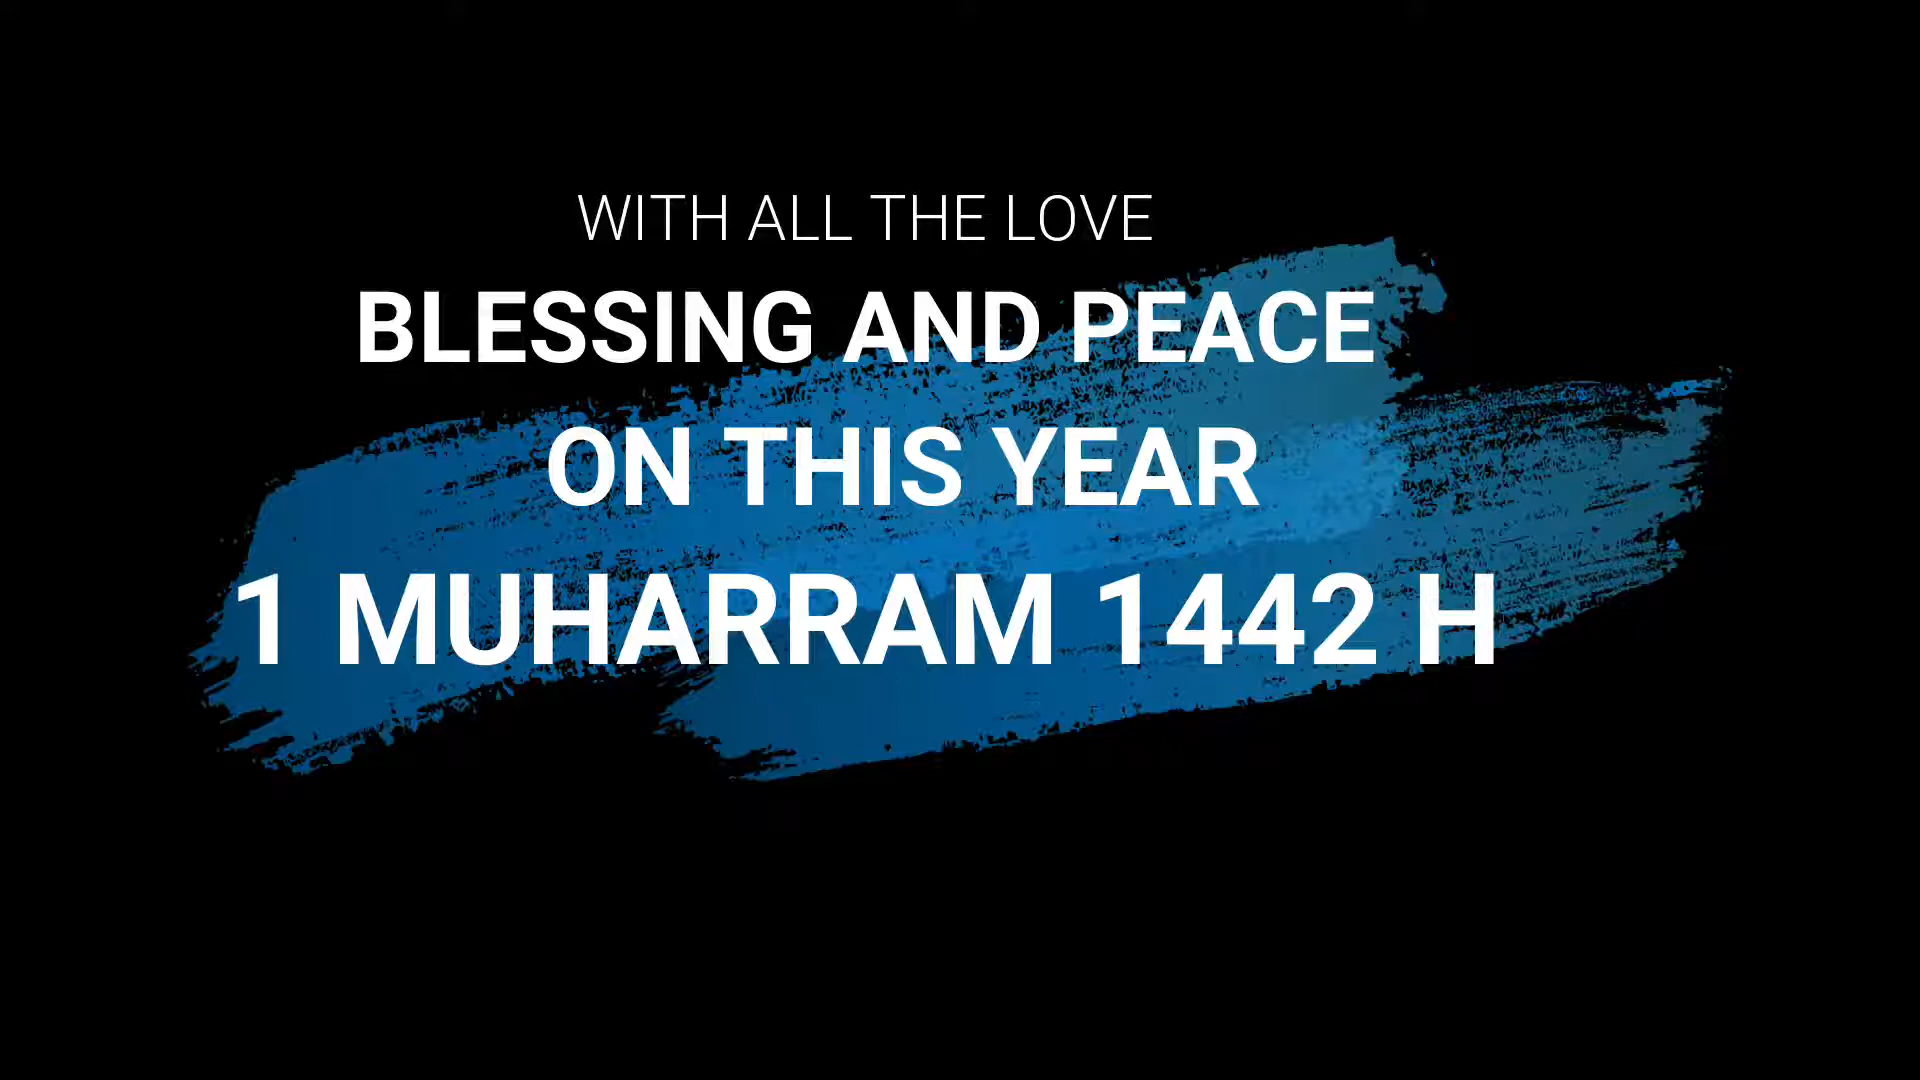 WITH ALL THE LOVE
BLESSING AND PEACE
ON THIS YEAR
1 MUHARRAM 1442 H